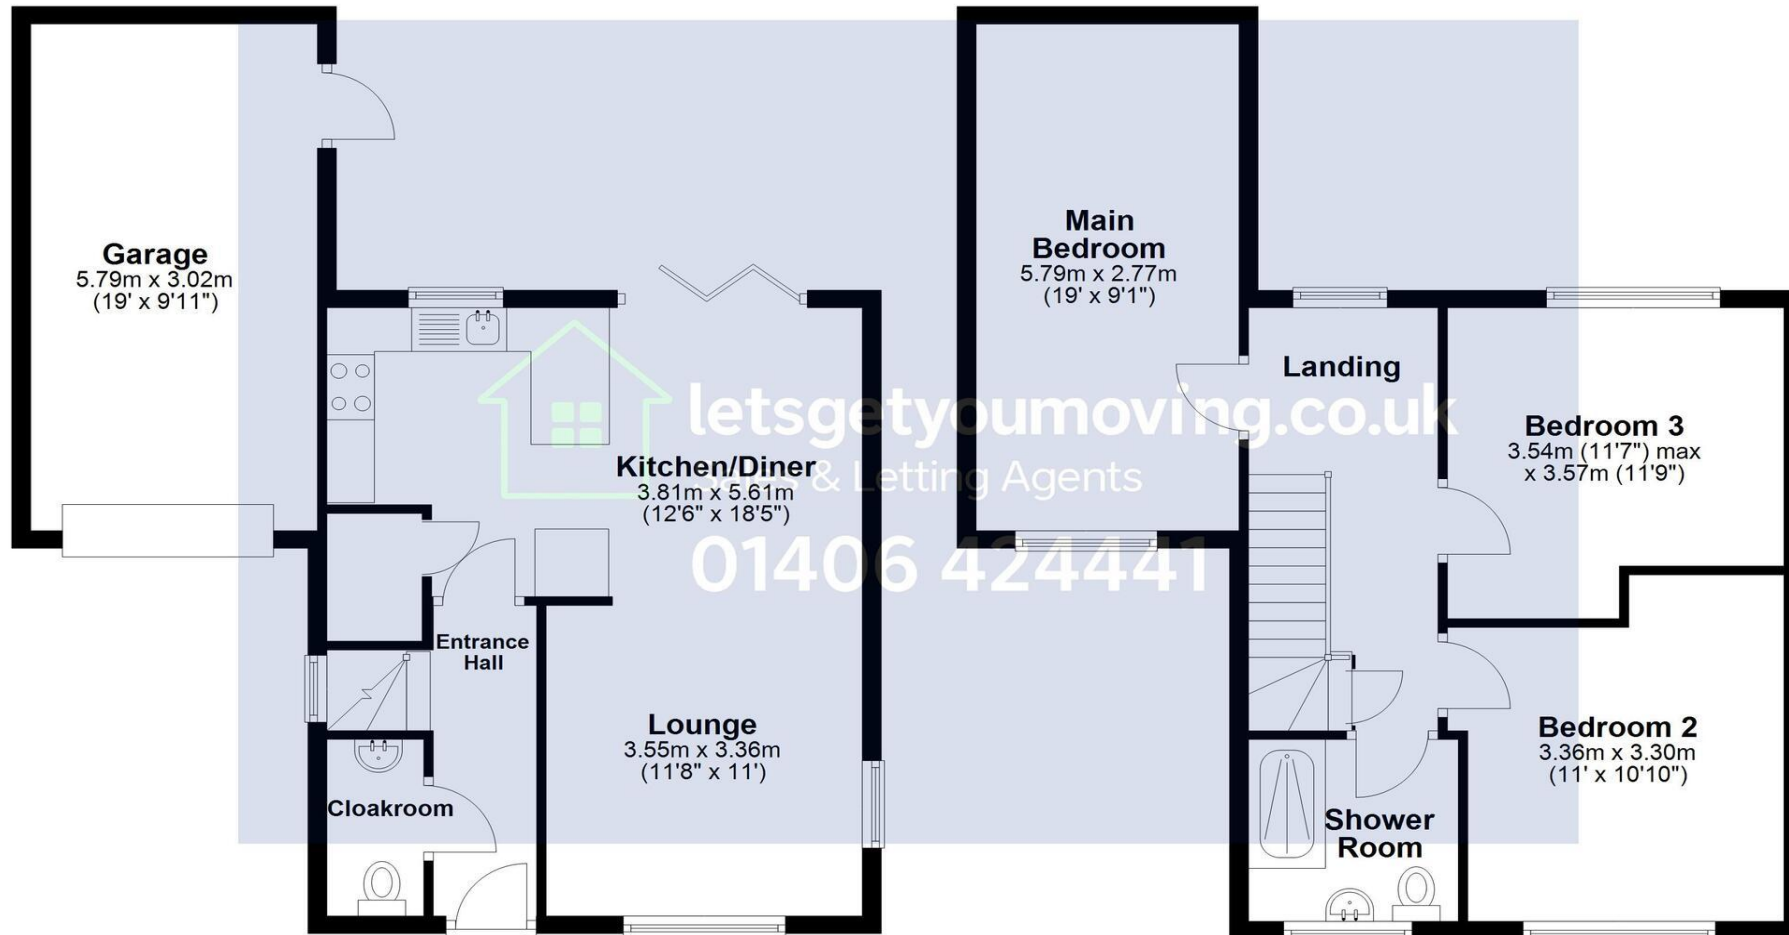 Garage
5.79m x 3.02m
(19' x 9'11")
Main
Bedroom
5.79m x 2.77m
(19' x 9'1")
Landing
letsgetyoumoving.co.uk
Sales & Letting Agents
01406 424441
Kitchen/Diner
3.81m x 5.61m
(12'6" x 18'5")
Bedroom 3
3.54m (11'7") max
x 3.57m (11'9")
Entrance
Hall
Lounge
3.55m x 3.36m
(11'8" x 11')
Bedroom 2
3.36m x 3.30m
(11' x 10'10")
Cloakroom
Shower
Room